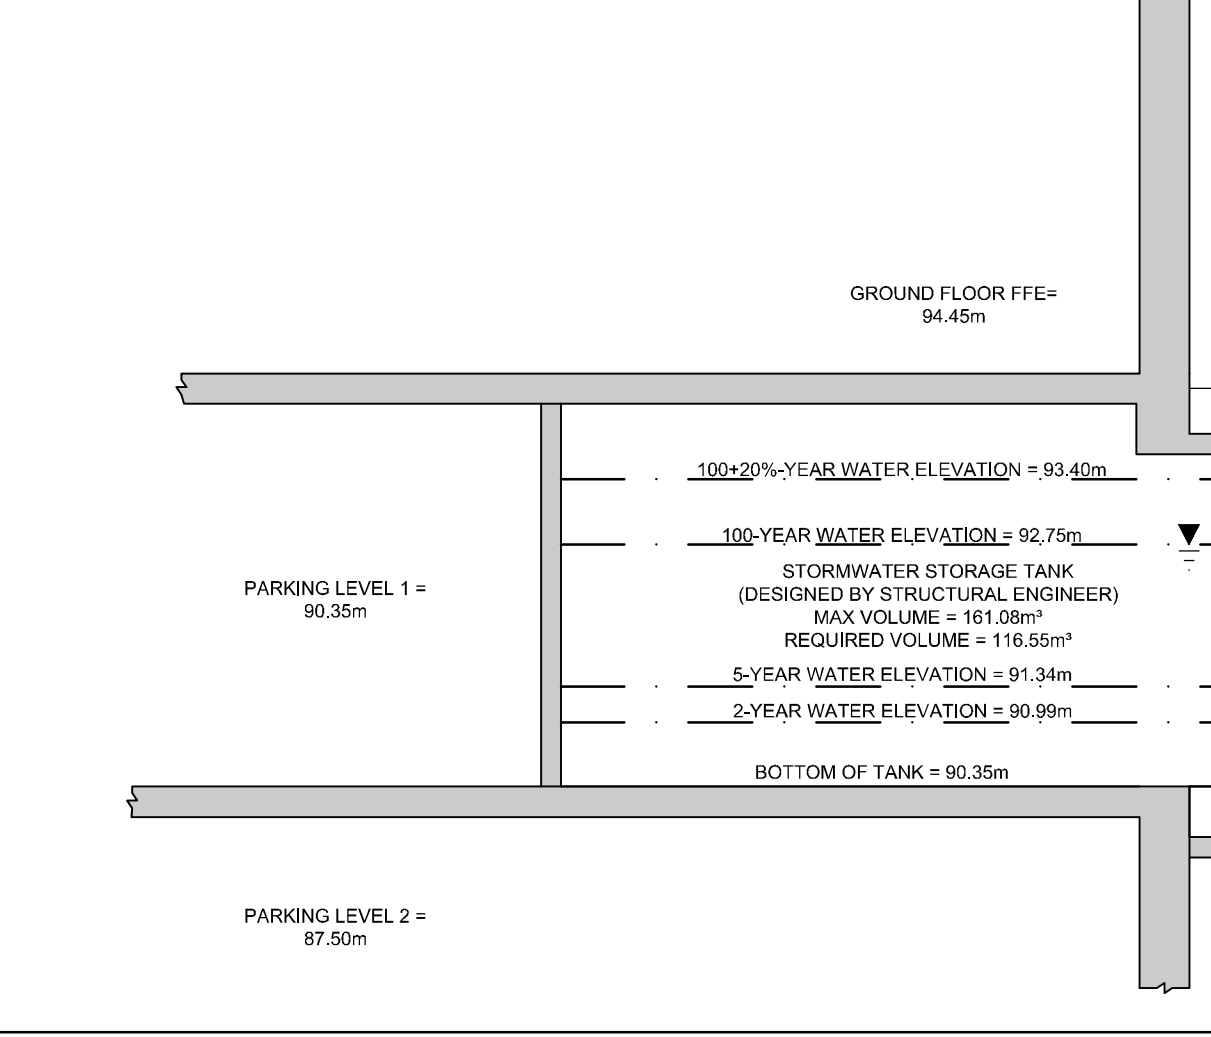 GROUND FLOOR FFE=
94.45m
100+20%-YEAR WATER ELEVATION = 93.40m
100-YEAR WATER ELEVATION = 92.75m
STORMWATER STORAGE TANK
(DESIGNED BY STRUCTURAL ENGINEER)
MAX VOLUME = 161.08m³
REQUIRED VOLUME = 116.55m³
PARKING LEVEL 1 =
90.35m
5-YEAR WATER ELEVATION = 91.34m
2-YEAR WATER ELEVATION = 90.99m
BOTTOM OF TANK = 90.35m
PARKING LEVEL 2 =
87.50m